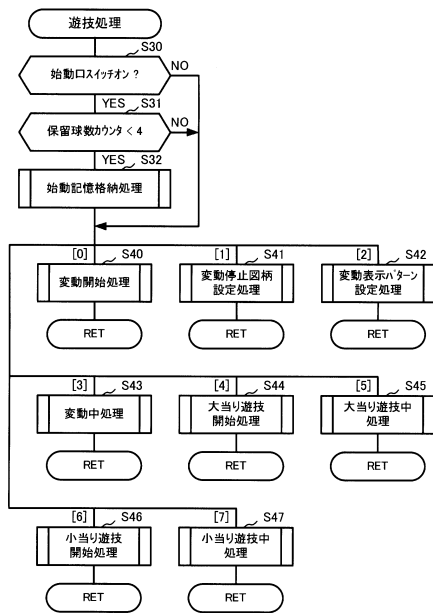 遊技処理
S30
始動口スイッチオン ?
NO
YES
S31
保留球数カウンタ < 4
NO
YES
S32
始動記憶格納処理
[0]
S40
変動開始処理
RET
[1]
S41
変動停止図柄
設定処理
RET
[2]
S42
変動表示パターン
設定処理
RET
[3]
S43
変動中処理
RET
[4]
S44
大当り遊技
開始処理
RET
[5]
S45
大当り遊技中
処理
RET
[6]
S46
小当り遊技
開始処理
RET
[7]
S47
小当り遊技中
処理
RET